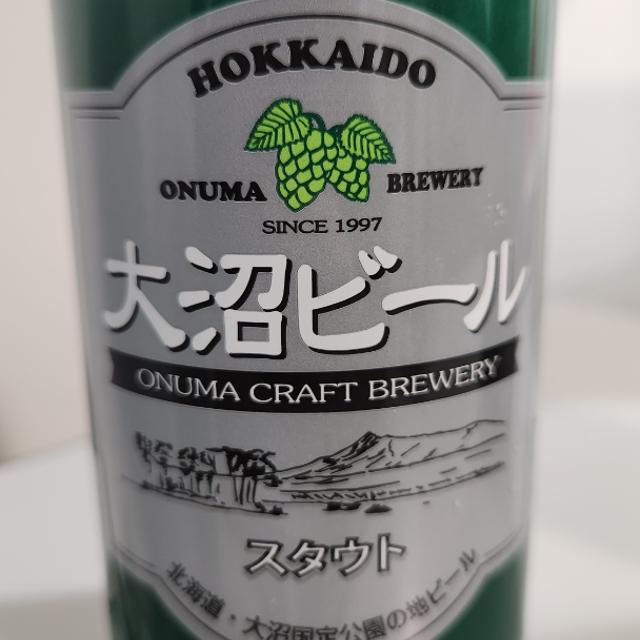 HOKKAIDO
ONUMA BREWERY
SINCE 1997
大沼ビール
ONUMA CRAFT BREWERY
スタウト
北海道・大沼国定公園の地ビール